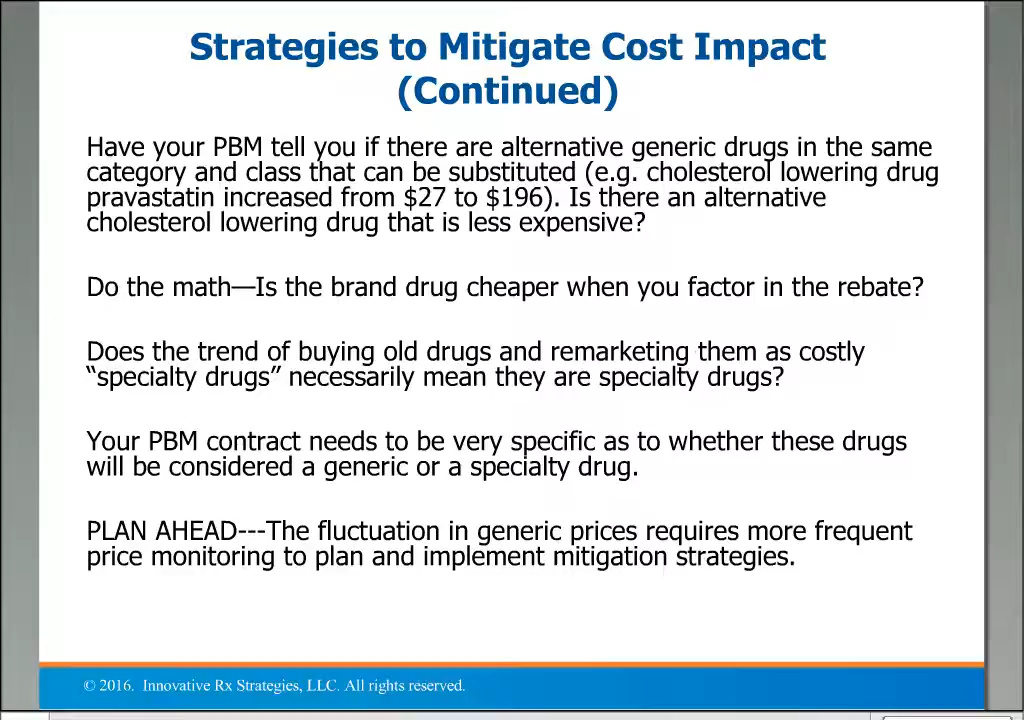 Strategies to Mitigate Cost Impact
(Continued)
Have your PBM tell you if there are alternative generic drugs in the same
category and class that can be substituted (e.g. cholesterol lowering drug
pravastatin increased from $27 to $196). Is there an alternative
cholesterol lowering drug that is less expensive?
Do the math—Is the brand drug cheaper when you factor in the rebate?
Does the trend of buying old drugs and remarketing them as costly
“specialty drugs” necessarily mean they are specialty drugs?
Your PBM contract needs to be very specific as to whether these drugs
will be considered a generic or a specialty drug.
PLAN AHEAD---The fluctuation in generic prices requires more frequent
price monitoring to plan and implement mitigation strategies.
© 2016. Innovative Rx Strategies, LLC. All rights reserved.